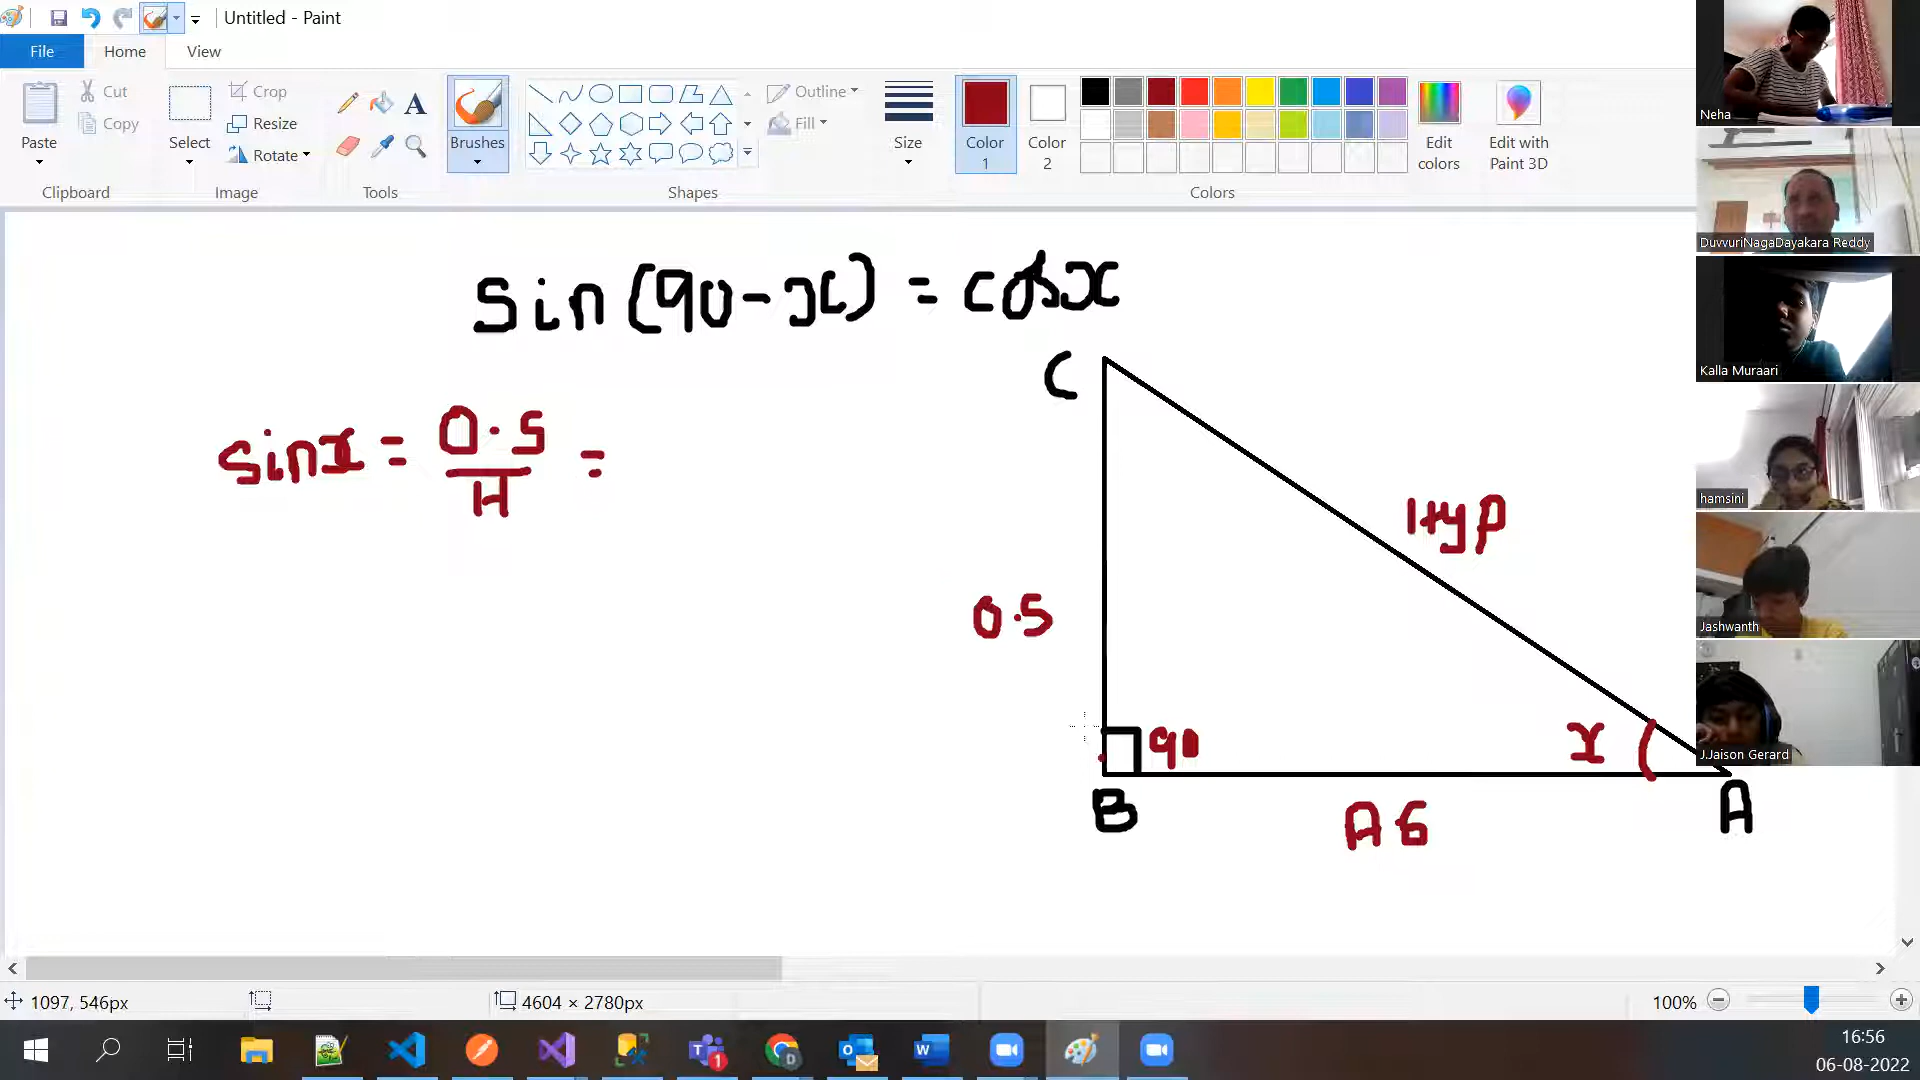 Untitled - Paint
File Home View
Cut
Copy
Paste
Clipboard
Crop
Resize
Rotate
Select
Image
Tools
Brushes
Outline
Fill
Shapes
Size
Color 1
Color 2
Edit colors
Edit with Paint 3D
Colors
sin(90-x) = cosx
C
sinx = 0.5/H =
Hyp
0.5
90
x
B
A
Neha
DuvvuriNagaDayakara Reddy
Kalla Muraari
hamsini
Jashwanth
J.Jaison Gerard
1097, 546px
4604 × 2780px
100%
16:56
06-08-2022